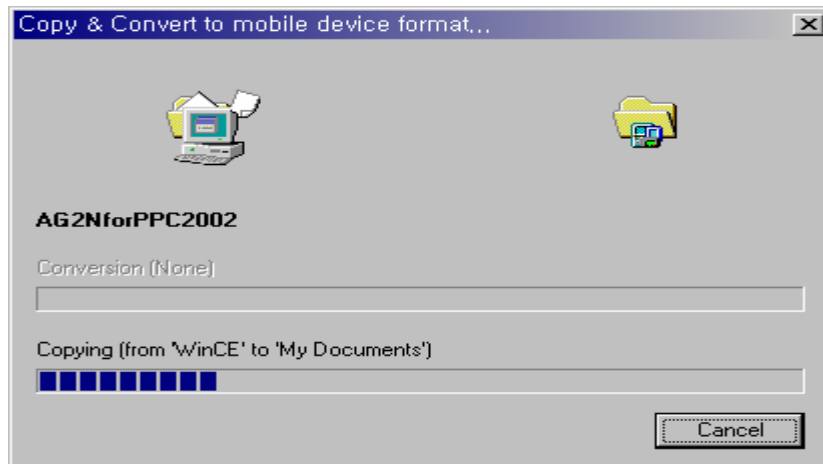 Copy & Convert to mobile device format...
AG2NforPPC2002
Conversion (None)
Copying (from 'WinCE' to 'My Documents')
Cancel